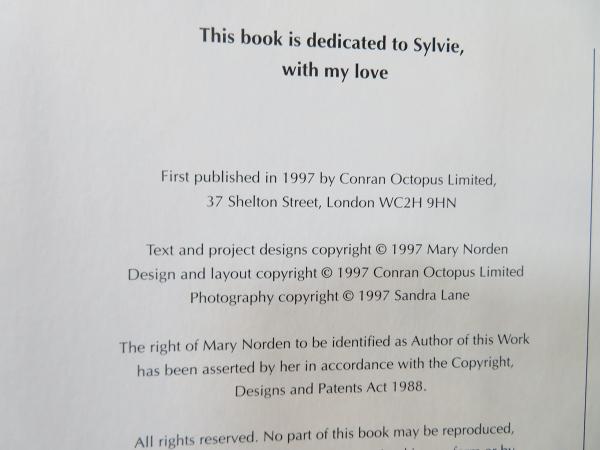 This book is dedicated to Sylvie,
with my love
First published in 1997 by Conran Octopus Limited,
37 Shelton Street, London WC2H 9HN
Text and project designs copyright © 1997 Mary Norden
Design and layout copyright © 1997 Conran Octopus Limited
Photography copyright © 1997 Sandra Lane
The right of Mary Norden to be identified as Author of this Work
has been asserted by her in accordance with the Copyright,
Designs and Patents Act 1988.
All rights reserved. No part of this book may be reproduced,